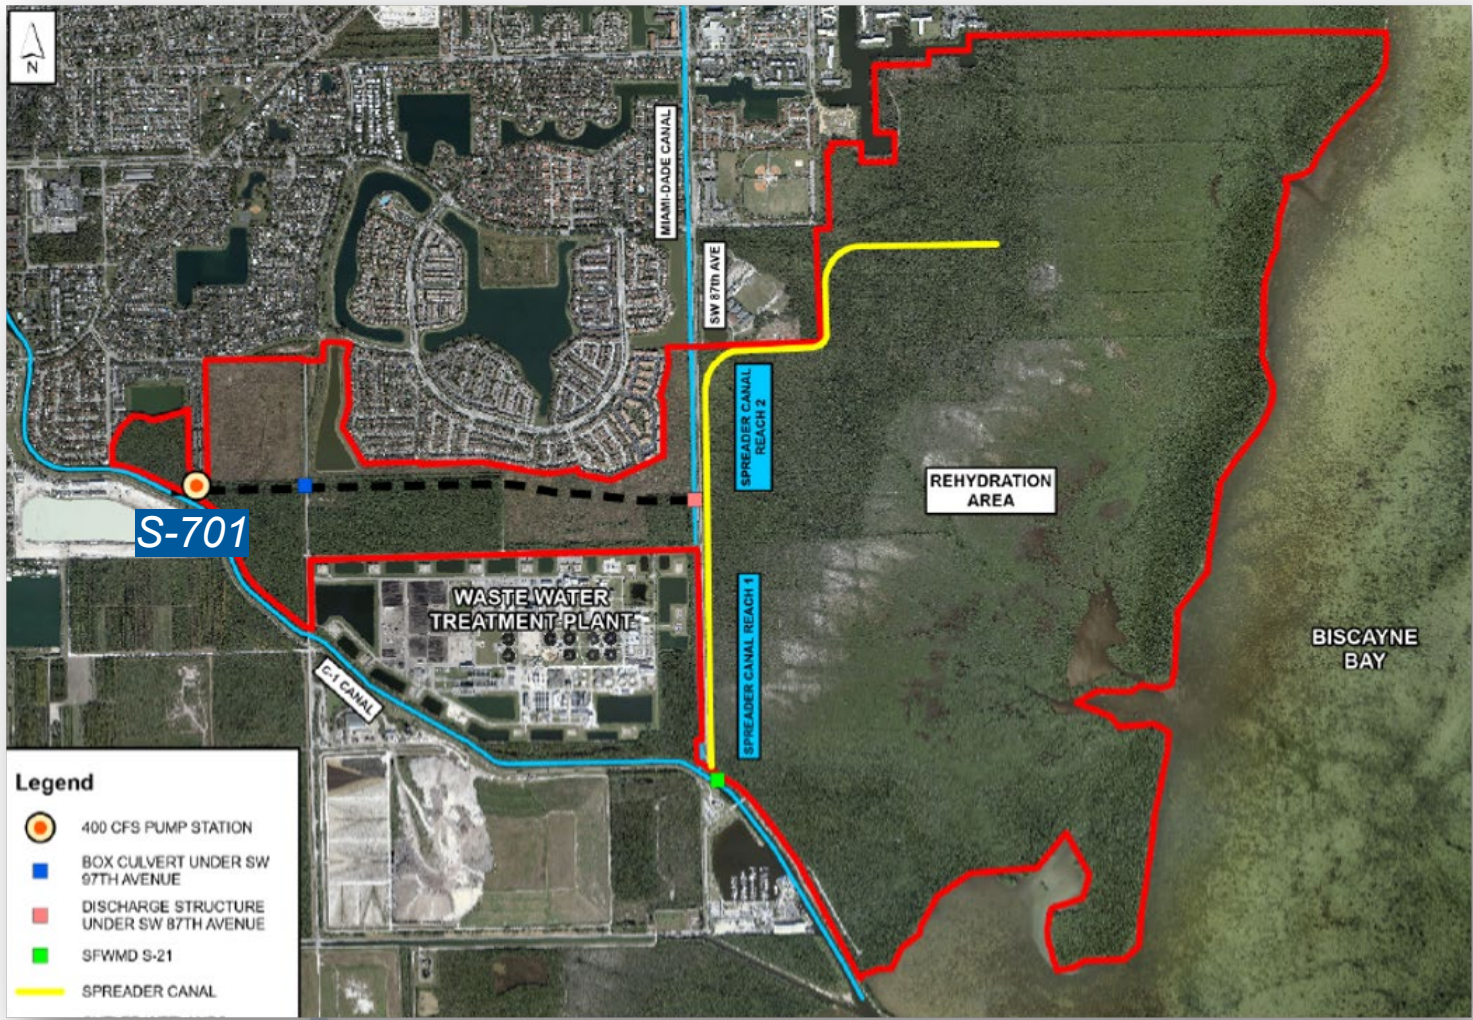 N
MIAMI-DADE CANAL
SW 87th AVE
SPREADER CANAL
REACH 2
REHYDRATION
AREA
S-701
WASTE WATER
TREATMENT PLANT
SPREADER CANAL REACH 1
BISCAYNE
BAY
C-1 CANAL
Legend
400 CFS PUMP STATION
BOX CULVERT UNDER SW
97TH AVENUE
DISCHARGE STRUCTURE
UNDER SW 87TH AVENUE
SFWMD S-21
SPREADER CANAL